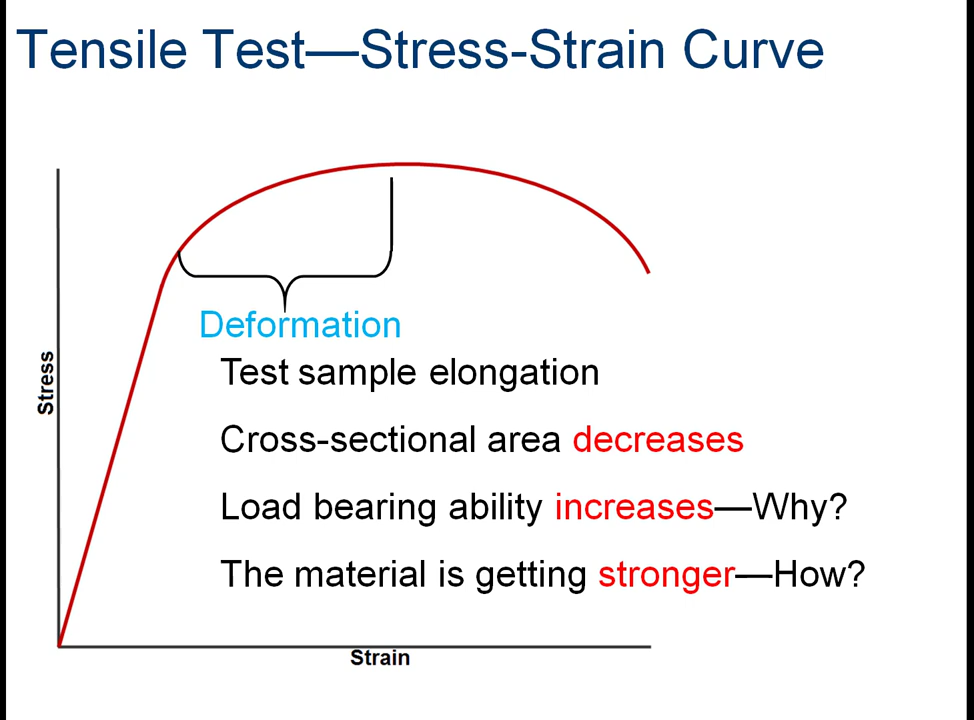 Tensile Test—Stress-Strain Curve
Stress
Deformation
Test sample elongation
Cross-sectional area decreases
Load bearing ability increases—Why?
The material is getting stronger—How?
Strain